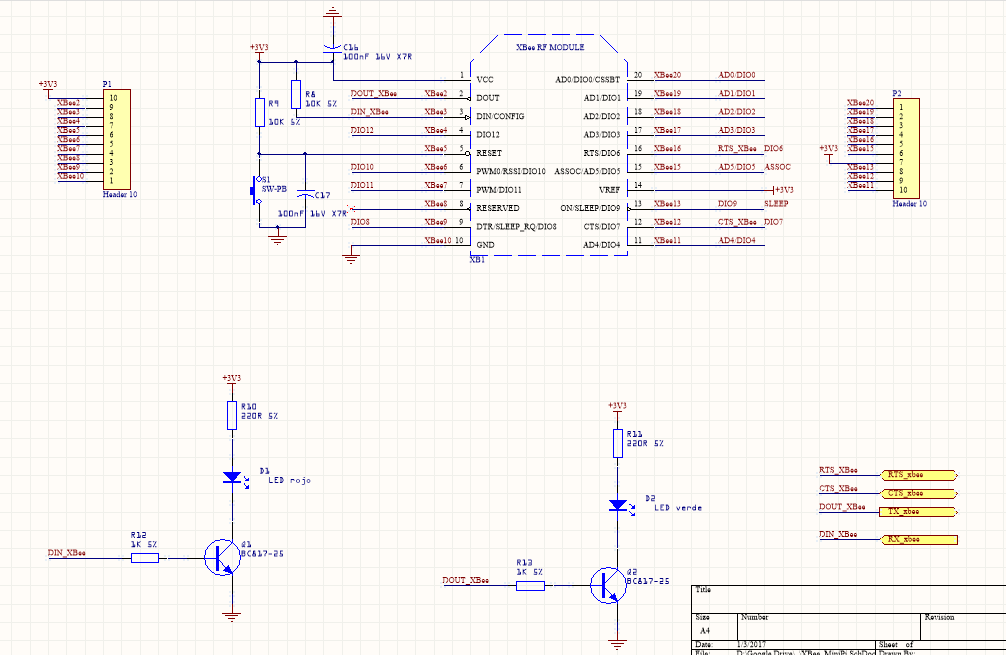 +3V3
C16
100nF 16V X7R
XBee RF MODULE
+3V3
P1
XBee2 10
XBee3 9
XBee4 8
XBee5 7
XBee6 6
XBee7 5
XBee8 4
XBee9 3
XBee10 2
1
Header 10
R9
10K 5%
R8
10K 5%
S1
SW-PB
C17
100nF 16V X7R
1 VCC
DOUT_XBee XBee2 2 DOUT
DIN_XBee XBee3 3 DIN/CONFIG
DIO12 XBee4 4 DIO12
XBee5 5 RESET
DIO10 XBee6 6 PWM0/RSSI/DIO10
DIO11 XBee7 7 PWM/DIO11
XBee8 8 RESERVED
DIO8 XBee9 9 DTR/SLEEP_RQ/DIO8
XBee10 10 GND
XB1
AD0/DIO0/CSSBT 20 XBee20 AD0/DIO0
AD1/DIO1 19 XBee19 AD1/DIO1
AD2/DIO2 18 XBee18 AD2/DIO2
AD3/DIO3 17 XBee17 AD3/DIO3
RTS/DIO6 16 XBee16 RTS_XBee DIO6
ASSOC/AD5/DIO5 15 XBee15 AD5/DIO5 ASSOC
VREF 14 +3V3
ON/SLEEP/DIO9 13 XBee13 DIO9 SLEEP
CTS/DIO7 12 XBee12 CTS_XBee DIO7
AD4/DIO4 11 XBee11 AD4/DIO4
P2
XBee20 1
XBee19 2
XBee18 3
XBee17 4
XBee16 5
XBee15 6
+3V3 7
XBee13 8
XBee12 9
XBee11 10
Header 10
+3V3
R10
220R 5%
D1
LED rojo
R12
1K 5%
DIN_XBee
Q1
BC817-25
+3V3
R11
220R 5%
D2
LED verde
R13
1K 5%
DOUT_XBee
Q2
BC817-25
RTS_XBee RTS_xbee
CTS_XBee CTS_xbee
DOUT_XBee TX_xbee
DIN_XBee RX_xbee
Title
Size Number Revision
A4
Date: 1/3/2017 Sheet of
File: D:\Google Drive\..\XBee_MiniPi.SchDoc Drawn By: